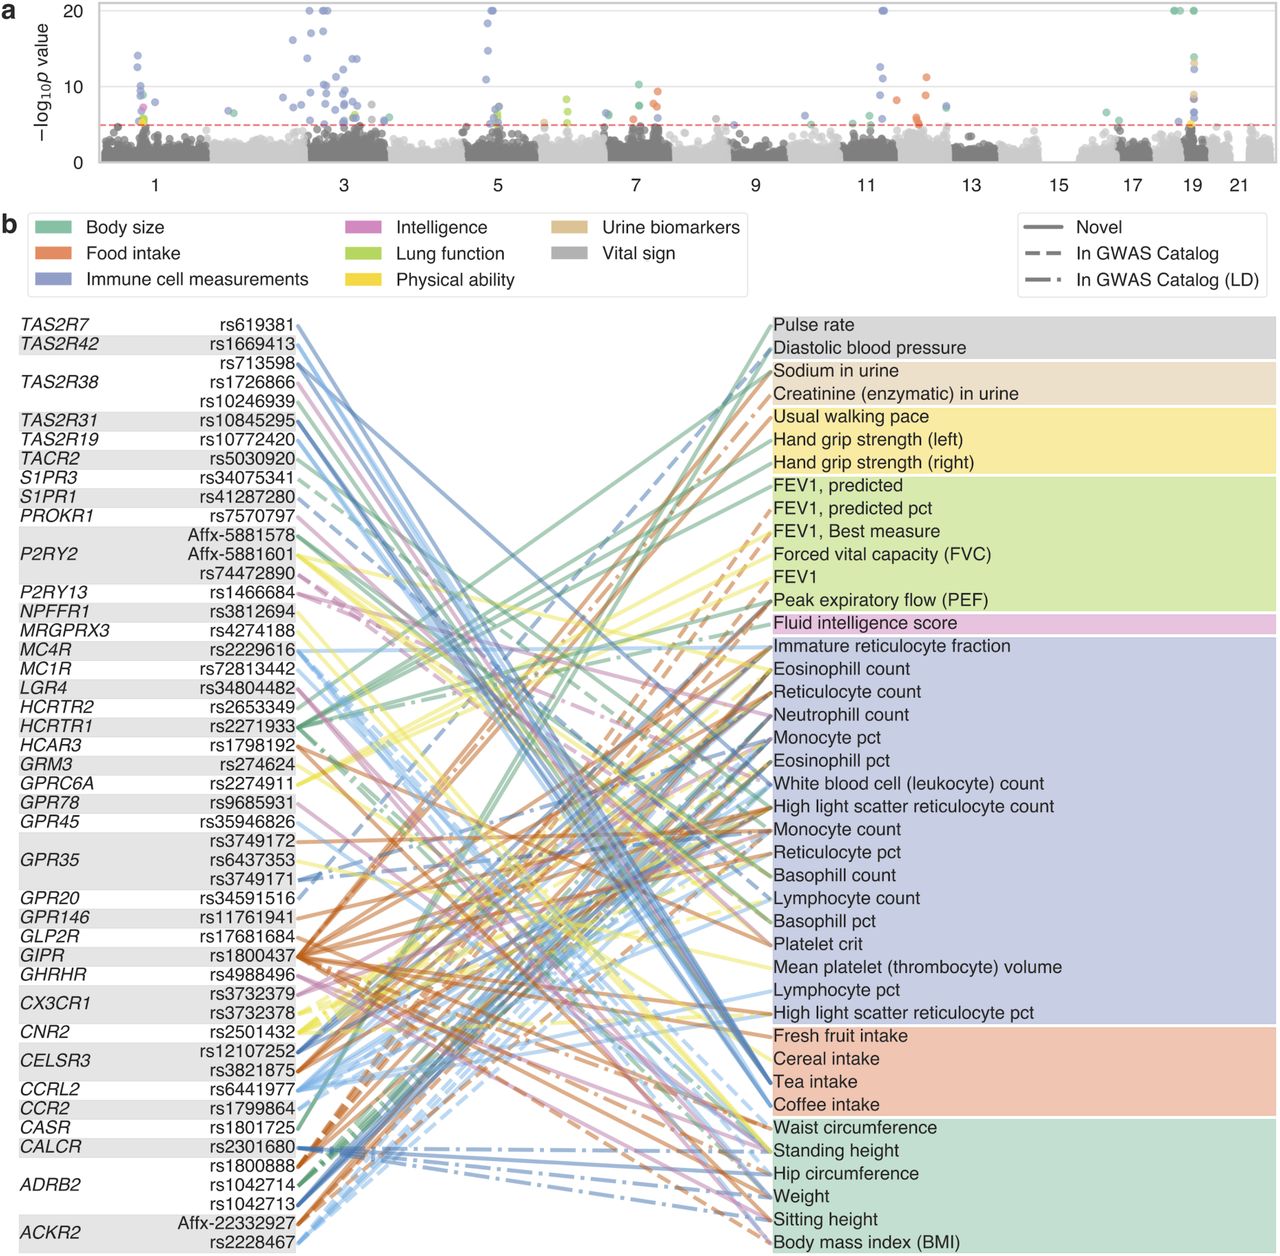 a
−log10p value
20
10
0
1 3 5 7 9 11 13 15 17 19 21
b
Body size Intelligence Urine biomarkers
Food intake Lung function Vital sign
Immune cell measurements Physical ability
Novel
In GWAS Catalog
In GWAS Catalog (LD)
TAS2R7 rs619381
TAS2R42 rs1669413
rs713598
TAS2R38 rs1726866
rs10246939
TAS2R31 rs10845295
TAS2R19 rs10772420
TACR2 rs5030920
S1PR3 rs34075341
S1PR1 rs41287280
PROKR1 rs7570797
Affx-5881578
P2RY2 Affx-5881601
rs74472890
P2RY13 rs1466684
NPFFR1 rs3812694
MRGPRX3 rs4274188
MC4R rs2229616
MC1R rs72813442
LGR4 rs34804482
HCRTR2 rs2653349
HCRTR1 rs2271933
HCAR3 rs1798192
GRM3 rs274624
GPRC6A rs2274911
GPR78 rs9685931
GPR45 rs35946826
rs3749172
GPR35 rs6437353
rs3749171
GPR20 rs34591516
GPR146 rs11761941
GLP2R rs17681684
GIPR rs1800437
GHRHR rs4988496
CX3CR1 rs3732379
rs3732378
CNR2 rs2501432
CELSR3 rs12107252
rs3821875
CCRL2 rs6441977
CCR2 rs1799864
CASR rs1801725
CALCR rs2301680
rs1800888
ADRB2 rs1042714
rs1042713
ACKR2 Affx-22332927
rs2228467
Pulse rate
Diastolic blood pressure
Sodium in urine
Creatinine (enzymatic) in urine
Usual walking pace
Hand grip strength (left)
Hand grip strength (right)
FEV1, predicted
FEV1, predicted pct
FEV1, Best measure
Forced vital capacity (FVC)
FEV1
Peak expiratory flow (PEF)
Fluid intelligence score
Immature reticulocyte fraction
Eosinophill count
Reticulocyte count
Neutrophill count
Monocyte pct
Eosinophill pct
White blood cell (leukocyte) count
High light scatter reticulocyte count
Monocyte count
Reticulocyte pct
Basophill count
Lymphocyte count
Basophill pct
Platelet crit
Mean platelet (thrombocyte) volume
Lymphocyte pct
High light scatter reticulocyte pct
Fresh fruit intake
Cereal intake
Tea intake
Coffee intake
Waist circumference
Standing height
Hip circumference
Weight
Sitting height
Body mass index (BMI)